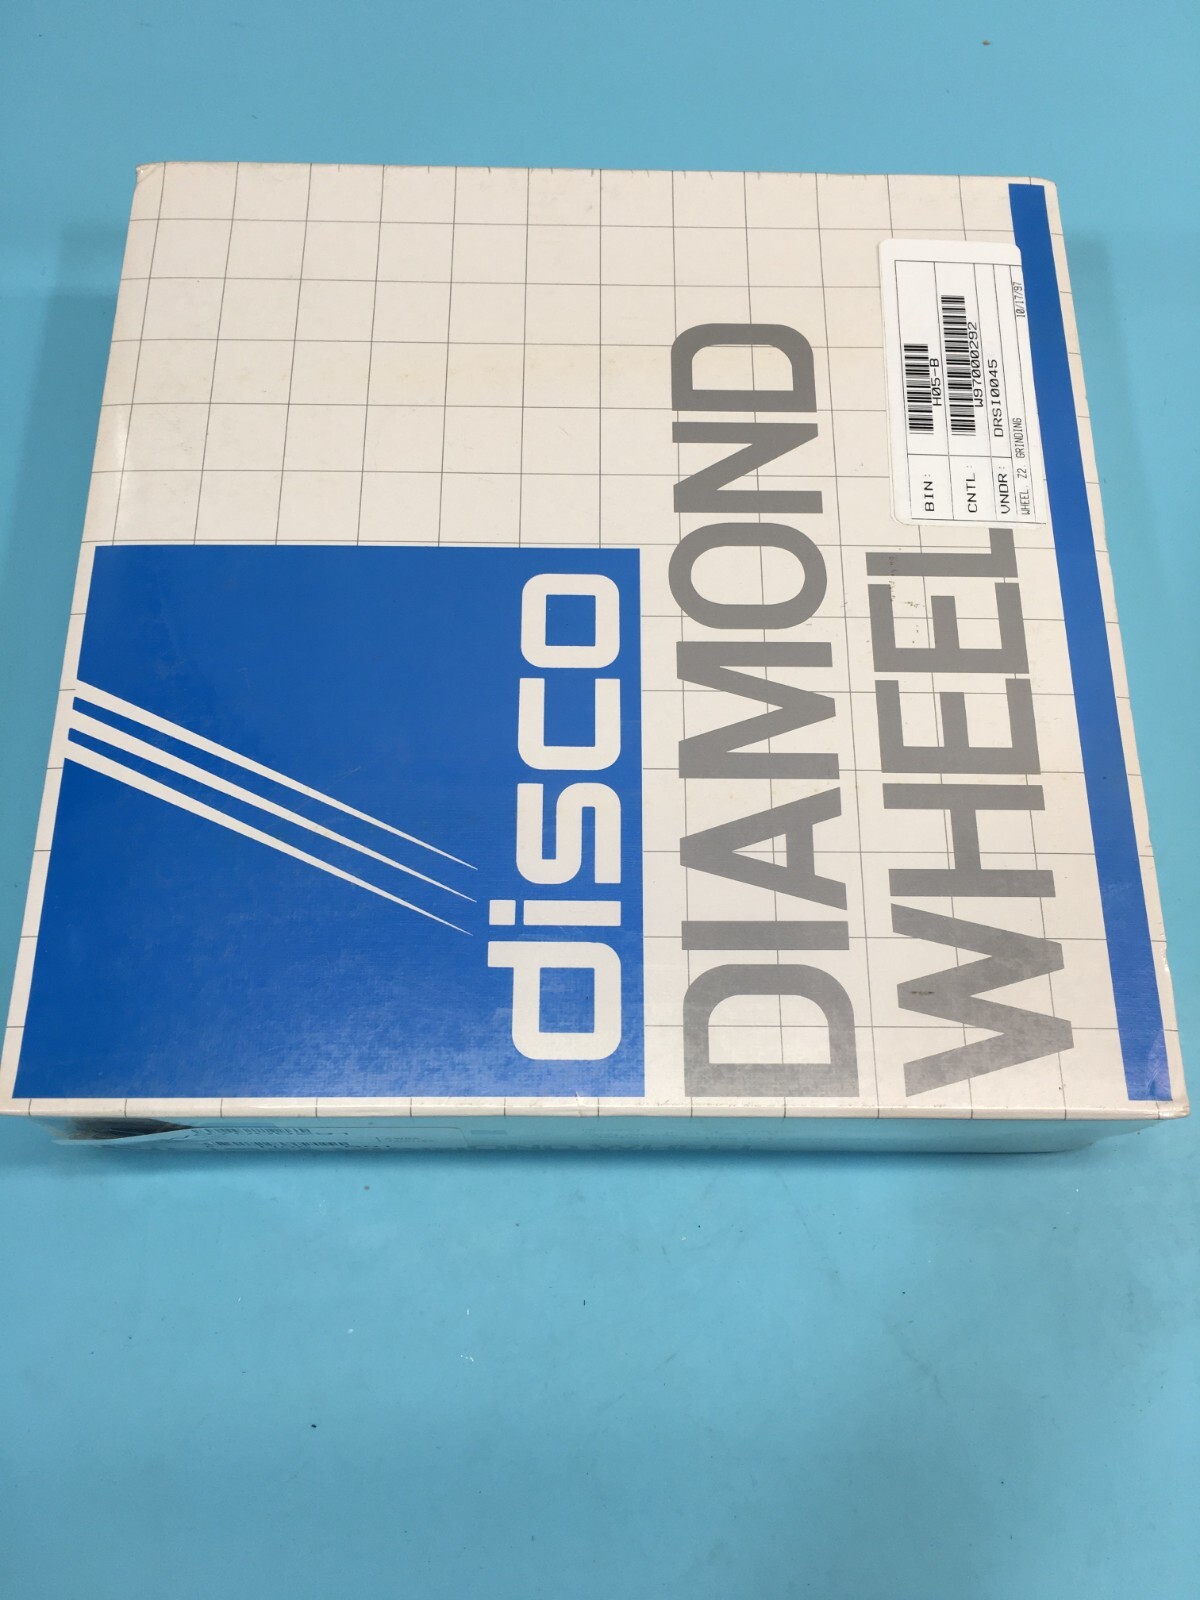 disco
DIAMOND
WHEEL
BIN:
H05-B
CNTL:
W97000292
VNDR: DRSI0045
WHEEL Z2 GRINDING 10/17/97